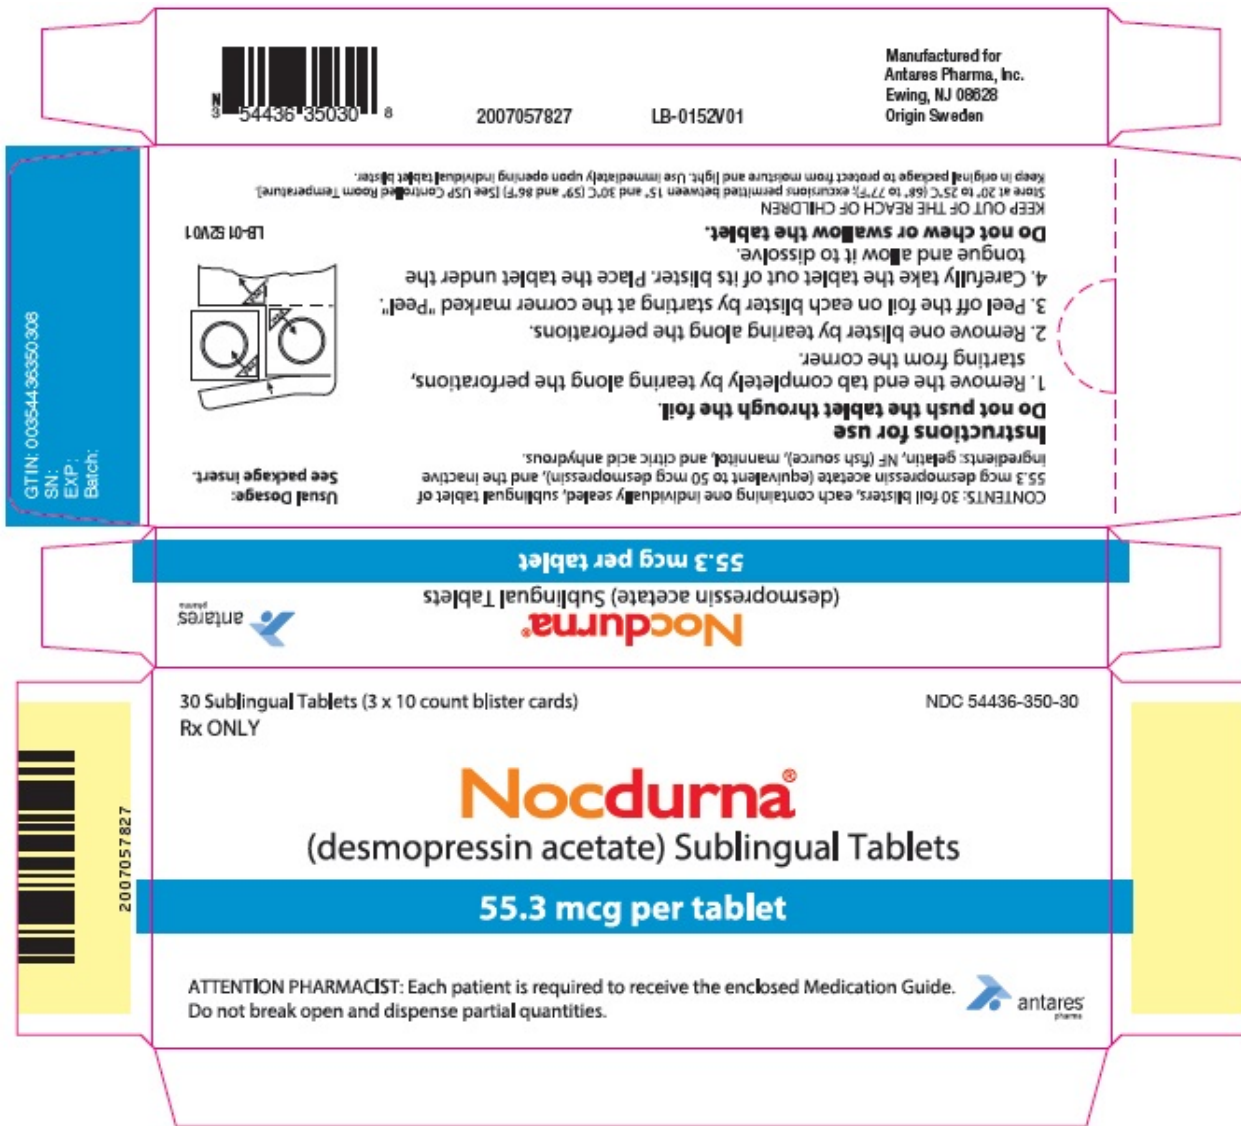 N
3 54436 35030 8
2007057827
LB-0152V01
Manufactured for
Antares Pharma, Inc.
Ewing, NJ 08628
Origin Sweden
GTIN: 00354436350308
SN:
EXP:
Batch:
CONTENTS: 30 foil blisters, each containing one individually sealed, sublingual tablet of
55.3 mcg desmopressin acetate (equivalent to 50 mcg desmopressin), and the inactive
ingredients: gelatin, NF (fish source), mannitol, and citric acid anhydrous.
Usual Dosage:
See package insert.
Instructions for use
Do not push the tablet through the foil.
1. Remove the end tab completely by tearing along the perforations,
starting from the corner.
2. Remove one blister by tearing along the perforations.
3. Peel off the foil on each blister by starting at the corner marked "Peel".
4. Carefully take the tablet out of its blister. Place the tablet under the
tongue and allow it to dissolve.
Do not chew or swallow the tablet.
KEEP OUT OF THE REACH OF CHILDREN
Store at 20° to 25°C (68° to 77°F); excursions permitted between 15° and 30°C (59° and 86°F) [See USP Controlled Room Temperature].
Keep in original package to protect from moisture and light. Use immediately upon opening individual tablet blister.
LB-0152V01
Nocdurna®
(desmopressin acetate) Sublingual Tablets
55.3 mcg per tablet
antares
pharma
30 Sublingual Tablets (3 x 10 count blister cards)
Rx ONLY
NDC 54436-350-30
Nocdurna®
(desmopressin acetate) Sublingual Tablets
55.3 mcg per tablet
ATTENTION PHARMACIST: Each patient is required to receive the enclosed Medication Guide.
Do not break open and dispense partial quantities.
antares
pharma
2007057827